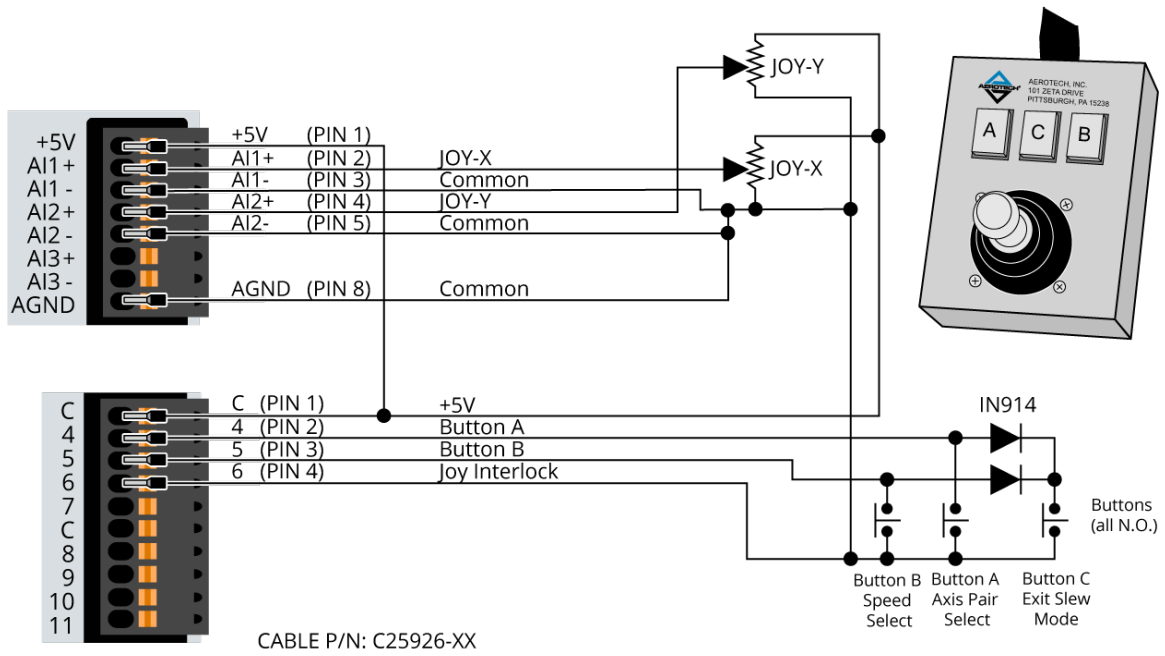 JOY-Y
AEROTECH
AEROTECH, INC.
101 ZETA DRIVE
PITTSBURGH, PA 15238
A C B
+5V +5V (PIN 1)
AI1+ AI1+ (PIN 2) JOY-X
JOY-X
AI1 - AI1- (PIN 3) Common
AI2+ AI2+ (PIN 4) JOY-Y
AI2 - AI2- (PIN 5) Common
AI3+
AI3 -
AGND AGND (PIN 8) Common
C C (PIN 1) +5V
IN914
4 4 (PIN 2) Button A
5 5 (PIN 3) Button B
6 6 (PIN 4) Joy Interlock
7
C
8
9
10
11
Buttons
(all N.O.)
Button B
Speed
Select
Button A
Axis Pair
Select
Button C
Exit Slew
Mode
CABLE P/N: C25926-XX